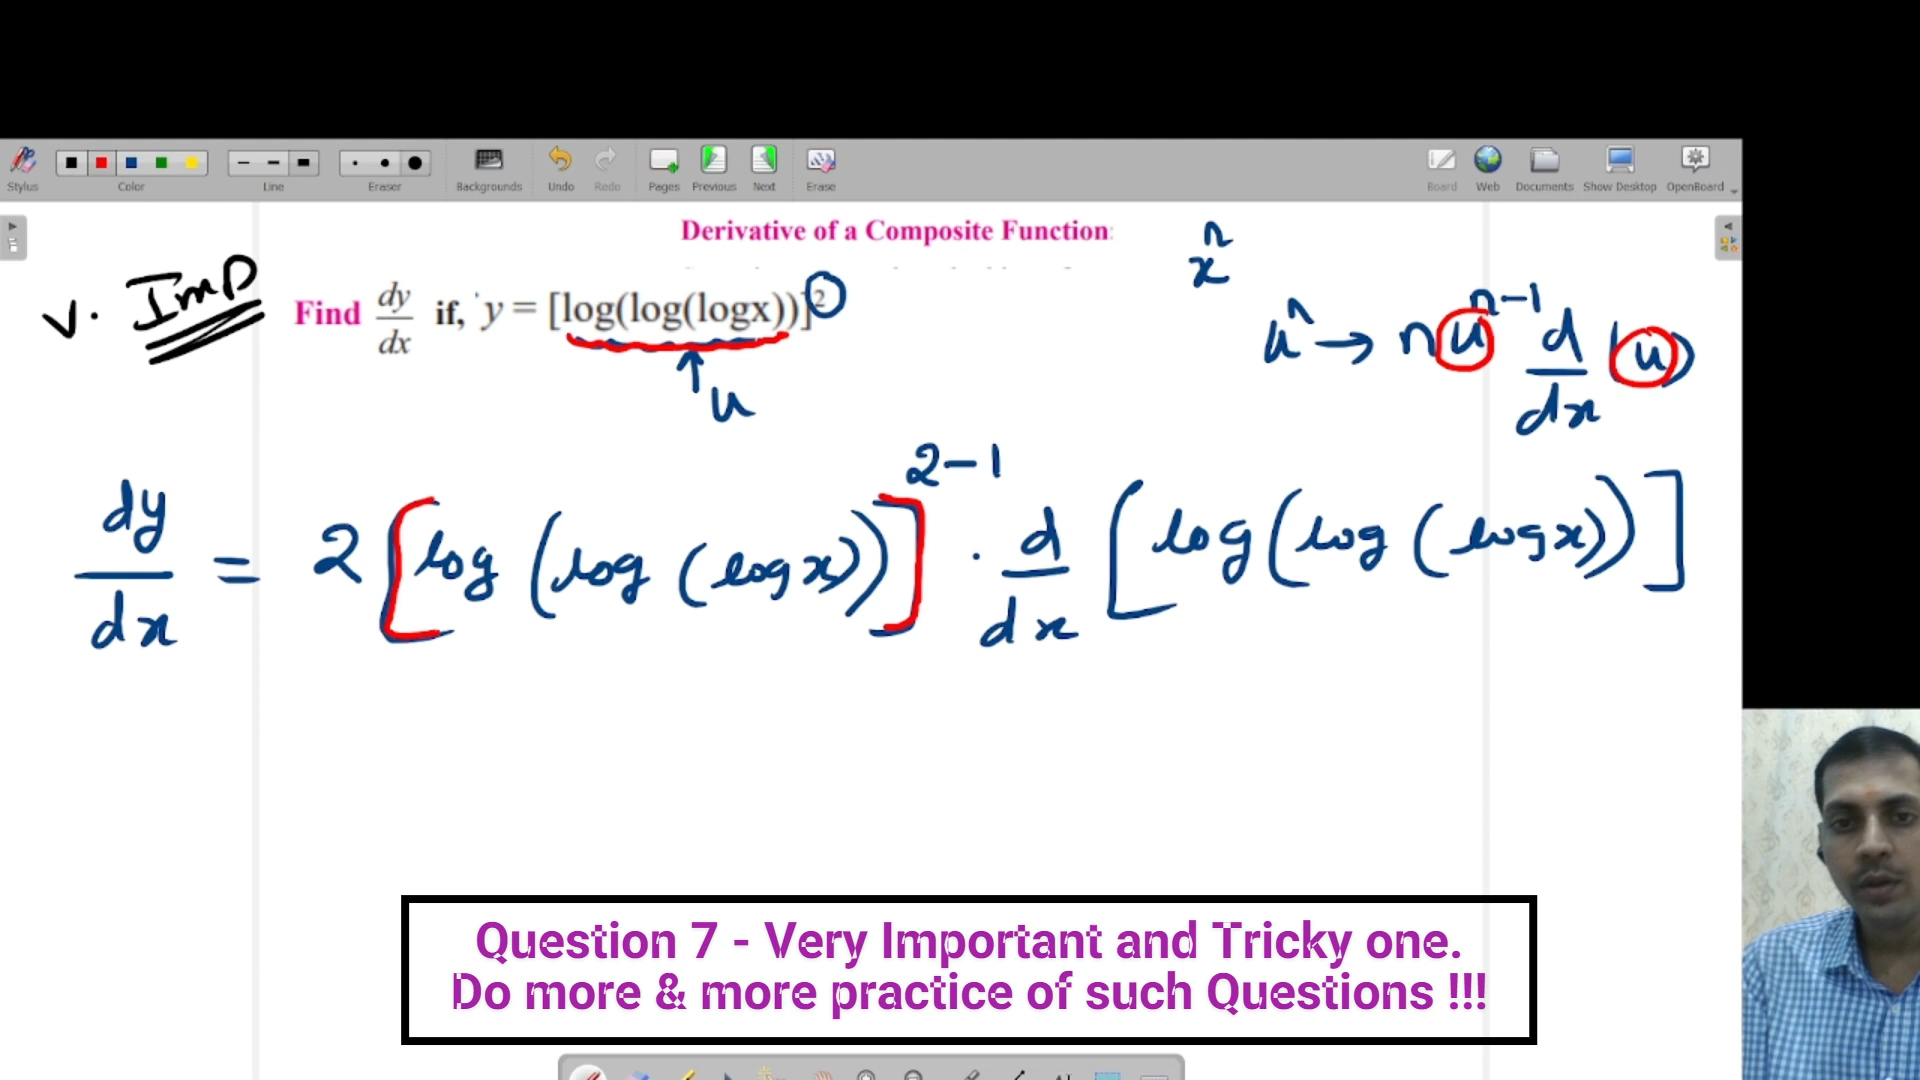 Stylus Color Line Eraser Backgrounds Undo Redo Pages Previous Next Erase Board Web Documents Show Desktop OpenBoard
Derivative of a Composite Function:
xⁿ
V. Imp
Find dy/dx if, y = [log(log(logx))]²
uⁿ → n uⁿ⁻¹ d/dx (u)
u
dy/dx = 2 [log (log (log x))]²⁻¹ . d/dx [log (log (log x))]
Question 7 - Very Important and Tricky one.
Do more & more practice of such Questions !!!